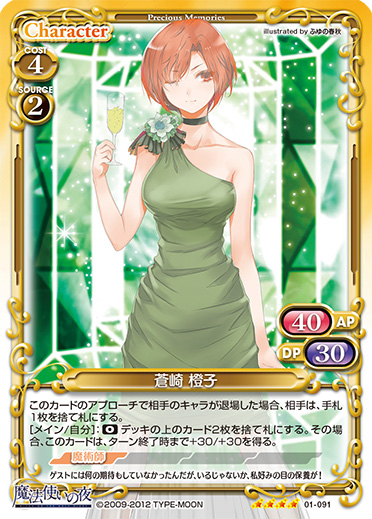 Precious Memories
Character
illustrated by ふゆの春秋
COST
4
SOURCE
2
40 AP
DP 30
蒼崎 橙子
このカードのアプローチで相手のキャラが退場した場合、相手は、手札
1枚を捨て札にする。
[メイン/自分]:デッキの上のカード2枚を捨て札にする。その場
合、このカードは、ターン終了時まで+30/+30を得る。
魔術師
ゲストには何の期待もしていなかったんだが、いるじゃないか、私好みの目の保養が!
魔法使いの夜
©2009-2012 TYPE-MOON
★★★★ 01-091